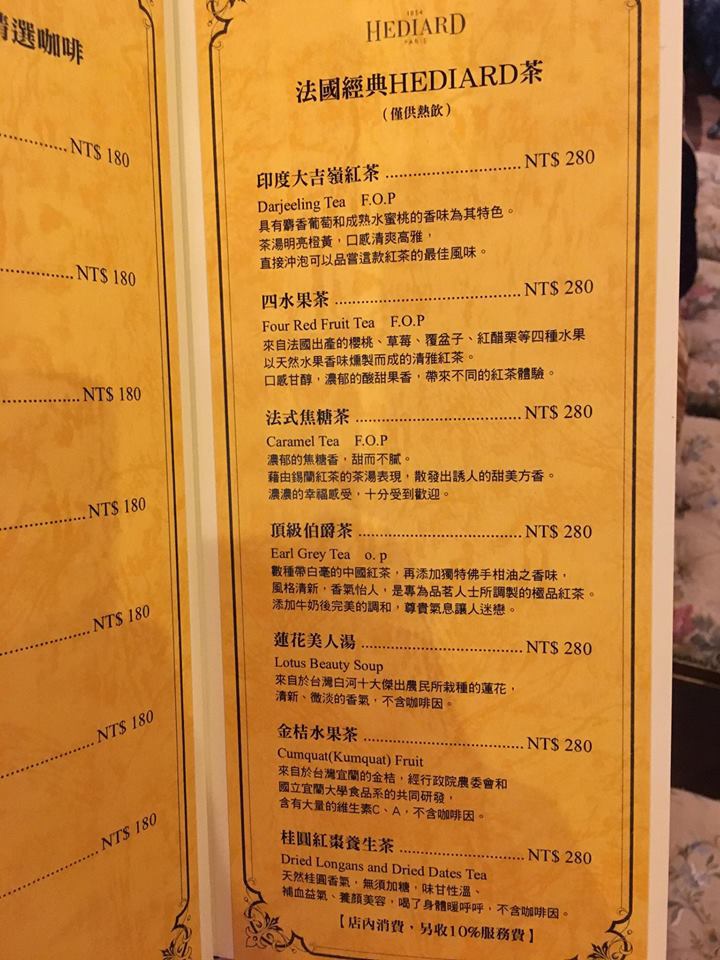 精選咖啡
NT$ 180
NT$ 180
NT$ 180
NT$ 180
NT$ 180
NT$ 180
NT$ 180
1854
HEDIARD
PARIS
法國經典HEDIARD茶
(僅供熱飲)
印度大吉嶺紅茶 NT$ 280
Darjeeling Tea F.O.P
具有麝香葡萄和成熟水蜜桃的香味為其特色。
茶湯明亮橙黃,口感清爽高雅,
直接沖泡可以品嘗這款紅茶的最佳風味。
四水果茶 NT$ 280
Four Red Fruit Tea F.O.P
來自法國出產的櫻桃、草莓、覆盆子、紅醋栗等四種水果
以天然水果香味燻製而成的清雅紅茶。
口感甘醇,濃郁的酸甜果香,帶來不同的紅茶體驗。
法式焦糖茶 NT$ 280
Caramel Tea F.O.P
濃郁的焦糖香,甜而不膩。
藉由錫蘭紅茶的茶湯表現,散發出誘人的甜美方香。
濃濃的幸福感受,十分受到歡迎。
頂級伯爵茶 NT$ 280
Earl Grey Tea o. p
數種帶白毫的中國紅茶,再添加獨特佛手柑油之香味,
風格清新,香氣怡人,是專為品茗人士所調製的極品紅茶。
添加牛奶後完美的調和,尊貴氣息讓人迷戀。
蓮花美人湯 NT$ 280
Lotus Beauty Soup
來自於台灣白河十大傑出農民所栽種的蓮花,
清新、微淡的香氣,不含咖啡因。
金桔水果茶 NT$ 280
Cumquat(Kumquat) Fruit
來自於台灣宜蘭的金桔,經行政院農委會和
國立宜蘭大學食品系的共同研發,
含有大量的維生素C、A,不含咖啡因。
桂圓紅棗養生茶 NT$ 280
Dried Longans and Dried Dates Tea
天然桂圓香氣,無須加糖,味甘性溫、
補血益氣、養顏美容,喝了身體暖呼呼,不含咖啡因。
【店內消費,另收10%服務費】